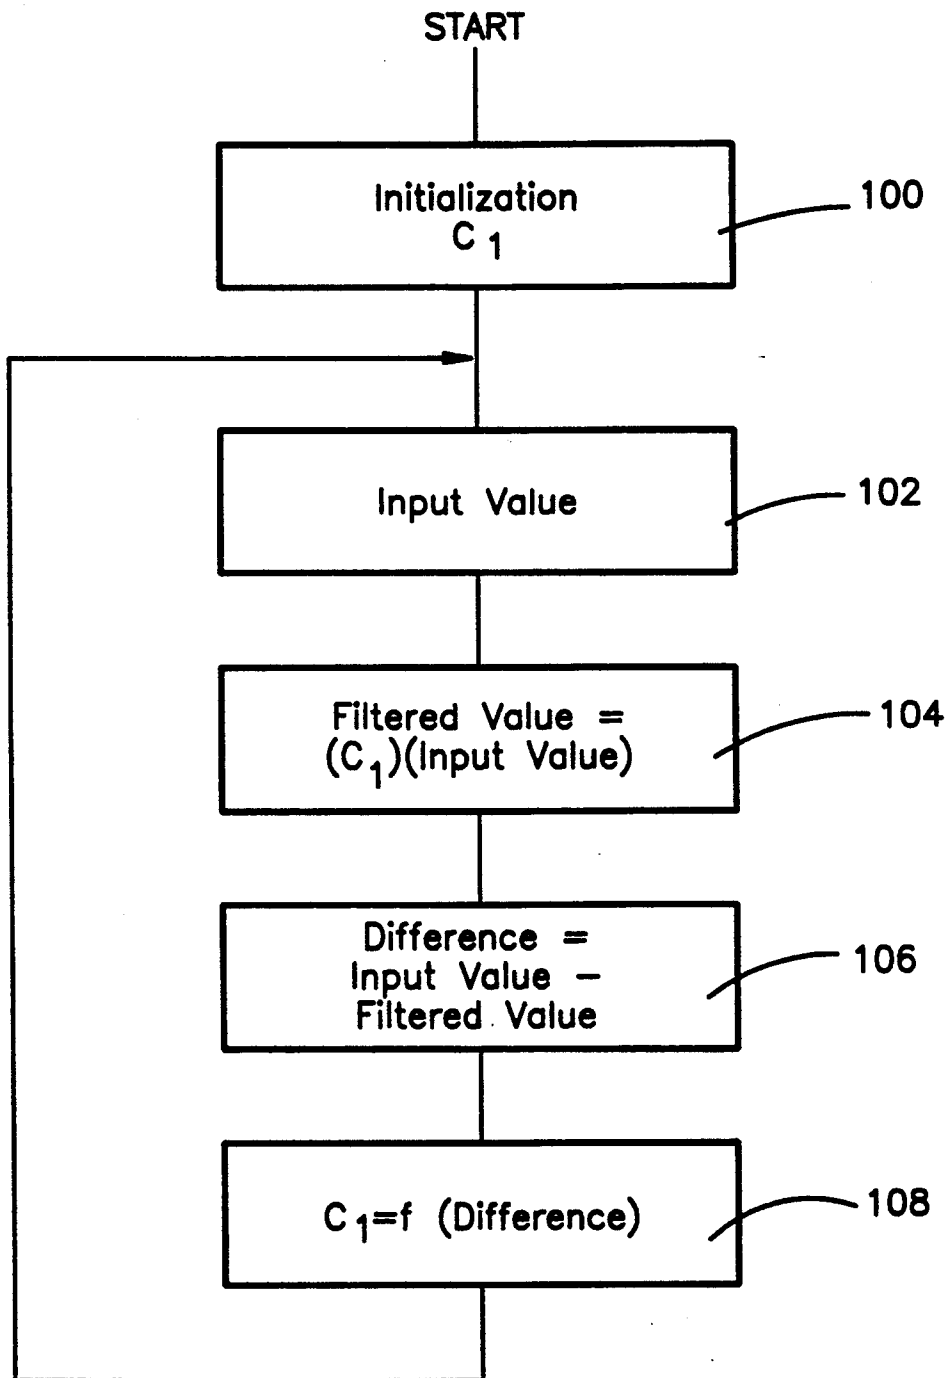 START
Initialization
C 1
100
Input Value
102
Filtered Value =
(C1)(Input Value)
104
Difference =
Input Value –
Filtered Value
106
C1=f (Difference)
108